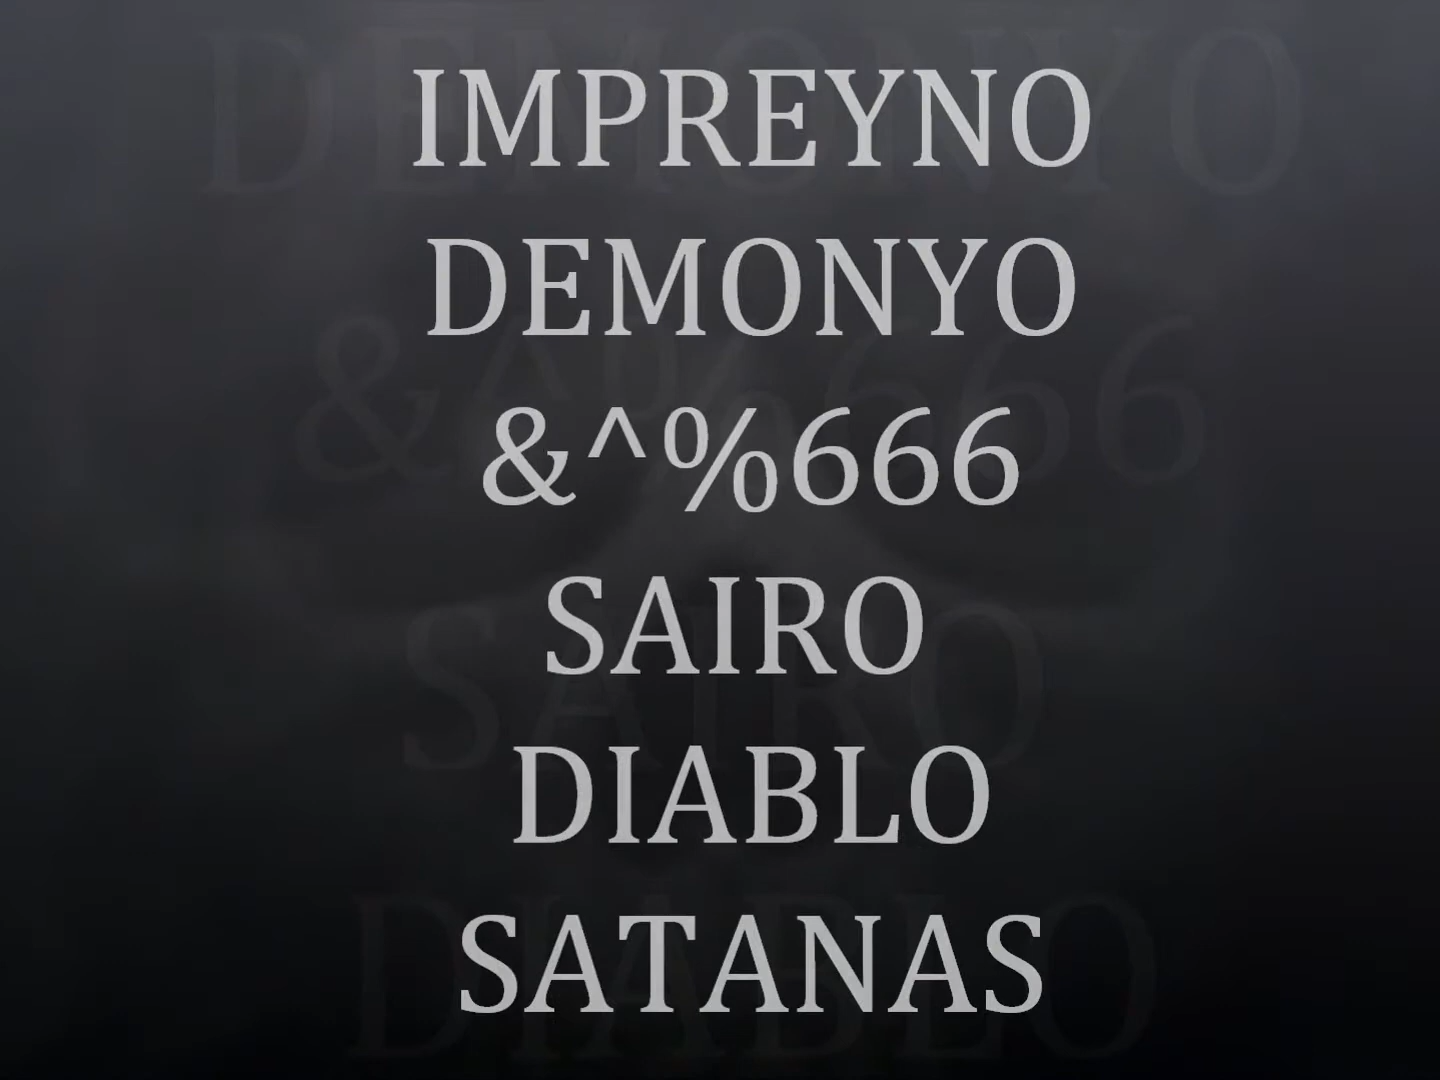 IMPREYNO
DEMONYO
&^%666
SAIRO
DIABLO
SATANAS